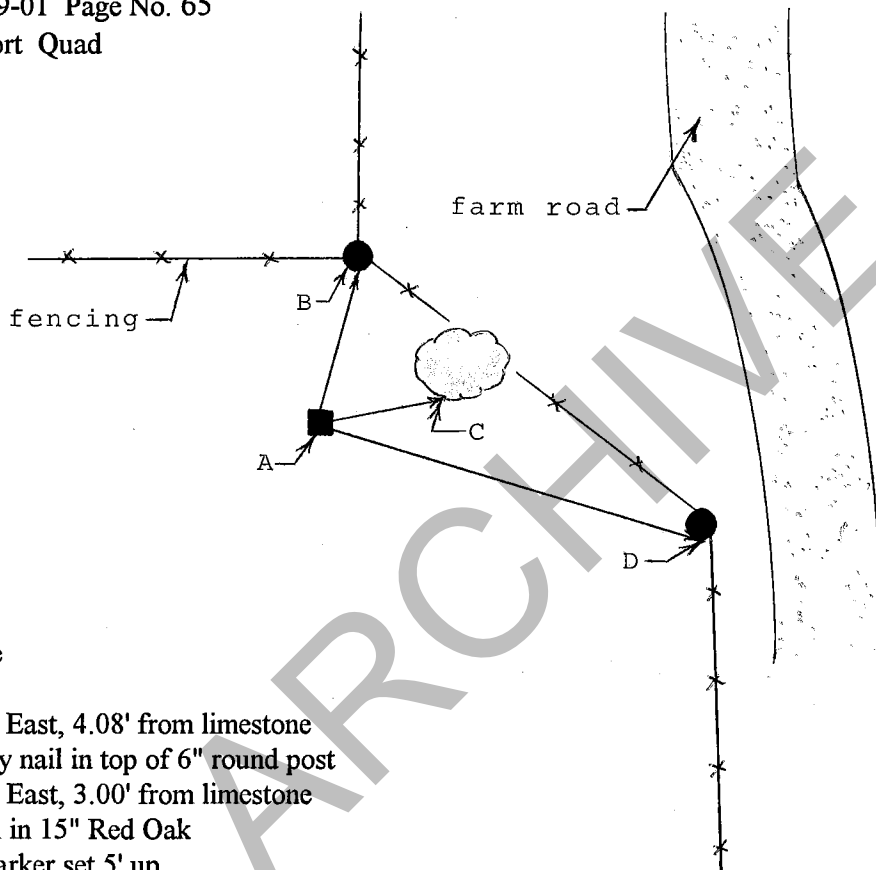 9-01 Page No. 65
ort Quad
farm road
B
fencing
C
A
D
East, 4.08' from limestone
y nail in top of 6" round post
East, 3.00' from limestone
in 15" Red Oak
arker set 5' up
ARCHIVE